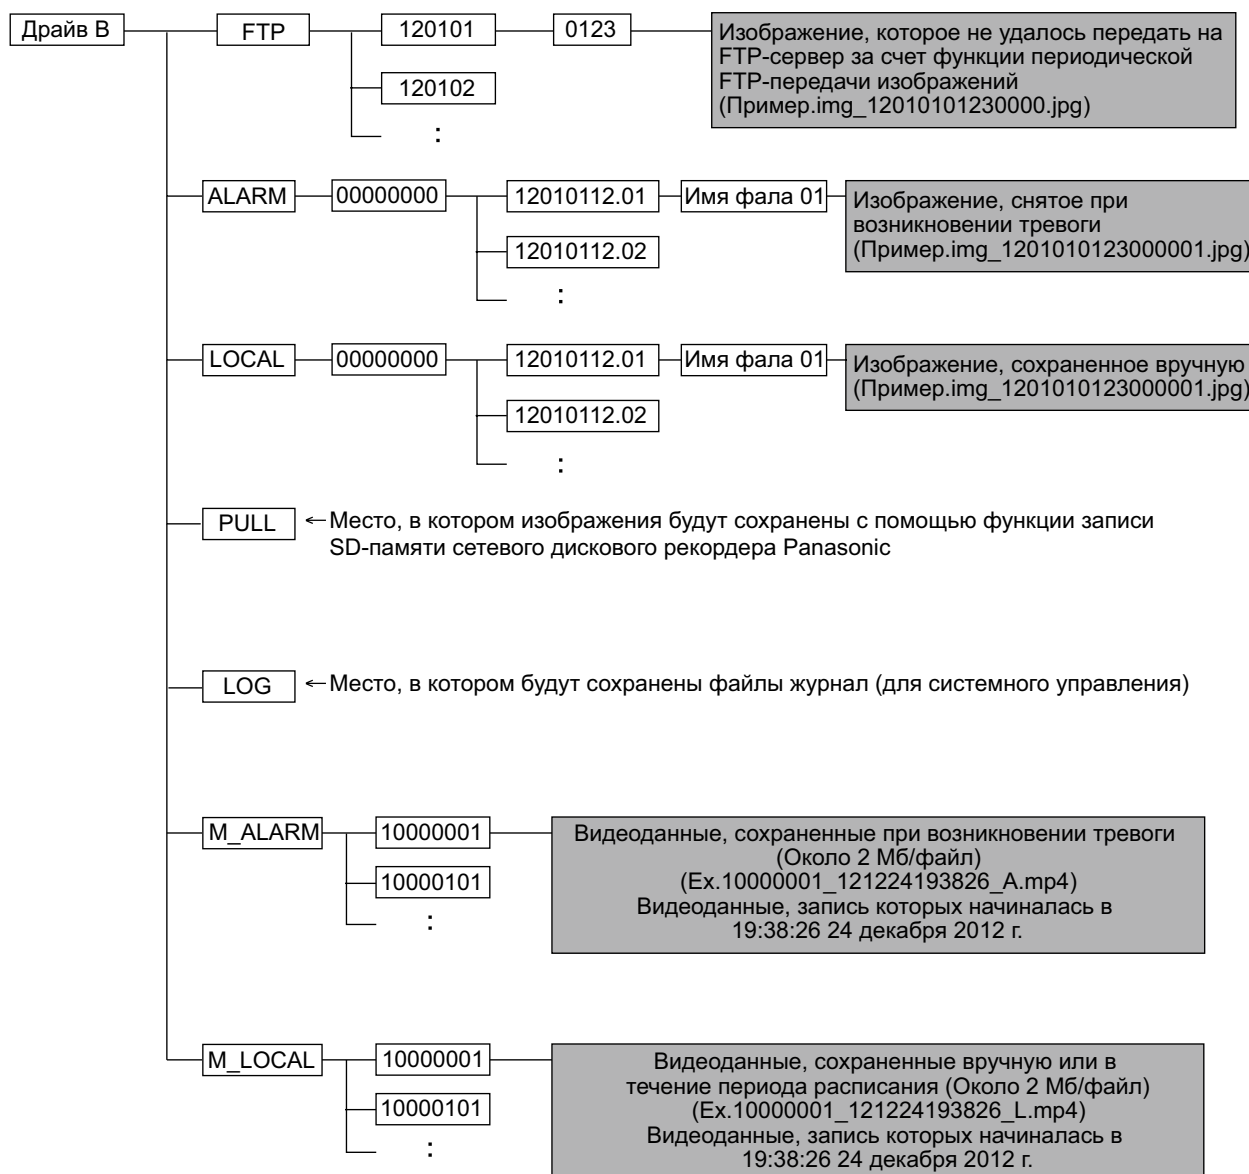 Драйв B
FTP
120101
0123
Изображение, которое не удалось передать на
FTP-сервер за счет функции периодической
FTP-передачи изображений
(Пример.img_12010101230000.jpg)
120102
:
ALARM
00000000
12010112.01
Имя фала 01
Изображение, снятое при
возникновении тревоги
(Пример.img_1201010123000001.jpg)
12010112.02
:
LOCAL
00000000
12010112.01
Имя фала 01
Изображение, сохраненное вручную
(Пример.img_1201010123000001.jpg)
12010112.02
:
PULL
←Место, в котором изображения будут сохранены с помощью функции записи
SD-памяти сетевого дискового рекордера Panasonic
LOG
←Место, в котором будут сохранены файлы журнал (для системного управления)
M_ALARM
10000001
Видеоданные, сохраненные при возникновении тревоги
(Около 2 Мб/файл)
(Ex.10000001_121224193826_A.mp4)
Видеоданные, запись которых начиналась в
19:38:26 24 декабря 2012 г.
10000101
:
M_LOCAL
10000001
Видеоданные, сохраненные вручную или в
течение периода расписания (Около 2 Мб/файл)
(Ex.10000001_121224193826_L.mp4)
Видеоданные, запись которых начиналась в
19:38:26 24 декабря 2012 г.
10000101
: